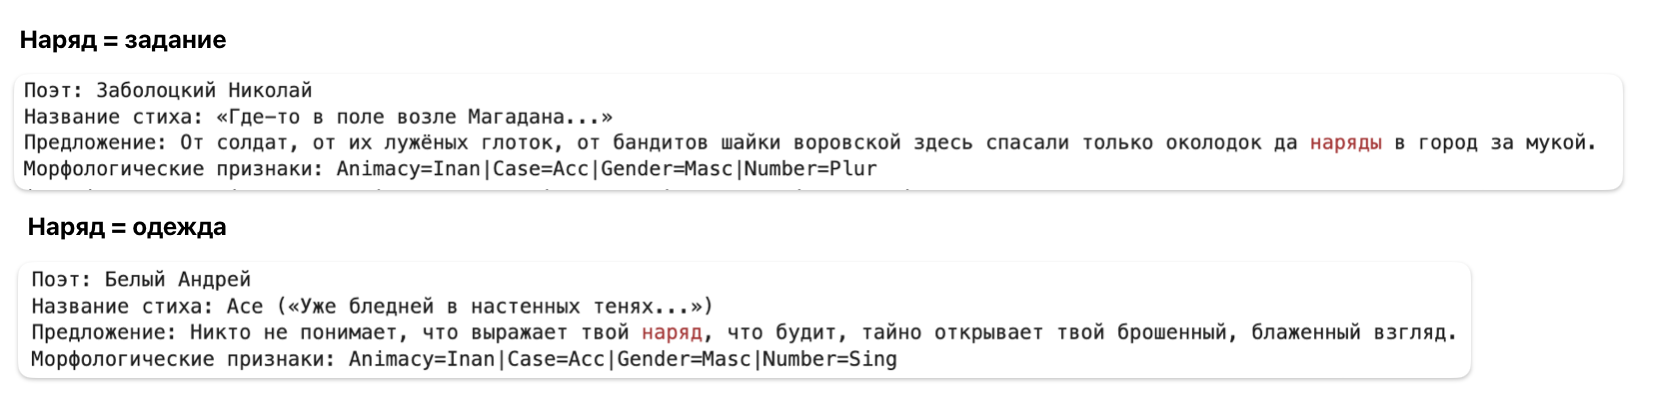 Наряд = задание
Поэт: Заболоцкий Николай
Название стиха: «Где-то в поле возле Магадана...»
Предложение: От солдат, от их лужёных глоток, от бандитов шайки воровской здесь спасали только околодок да наряды в город за мукой.
Морфологические признаки: Animacy=Inan|Case=Acc|Gender=Masc|Number=Plur
Наряд = одежда
Поэт: Белый Андрей
Название стиха: Асе («Уже бледней в настенных тенях...»)
Предложение: Никто не понимает, что выражает твой наряд, что будит, тайно открывает твой брошенный, блаженный взгляд.
Морфологические признаки: Animacy=Inan|Case=Acc|Gender=Masc|Number=Sing